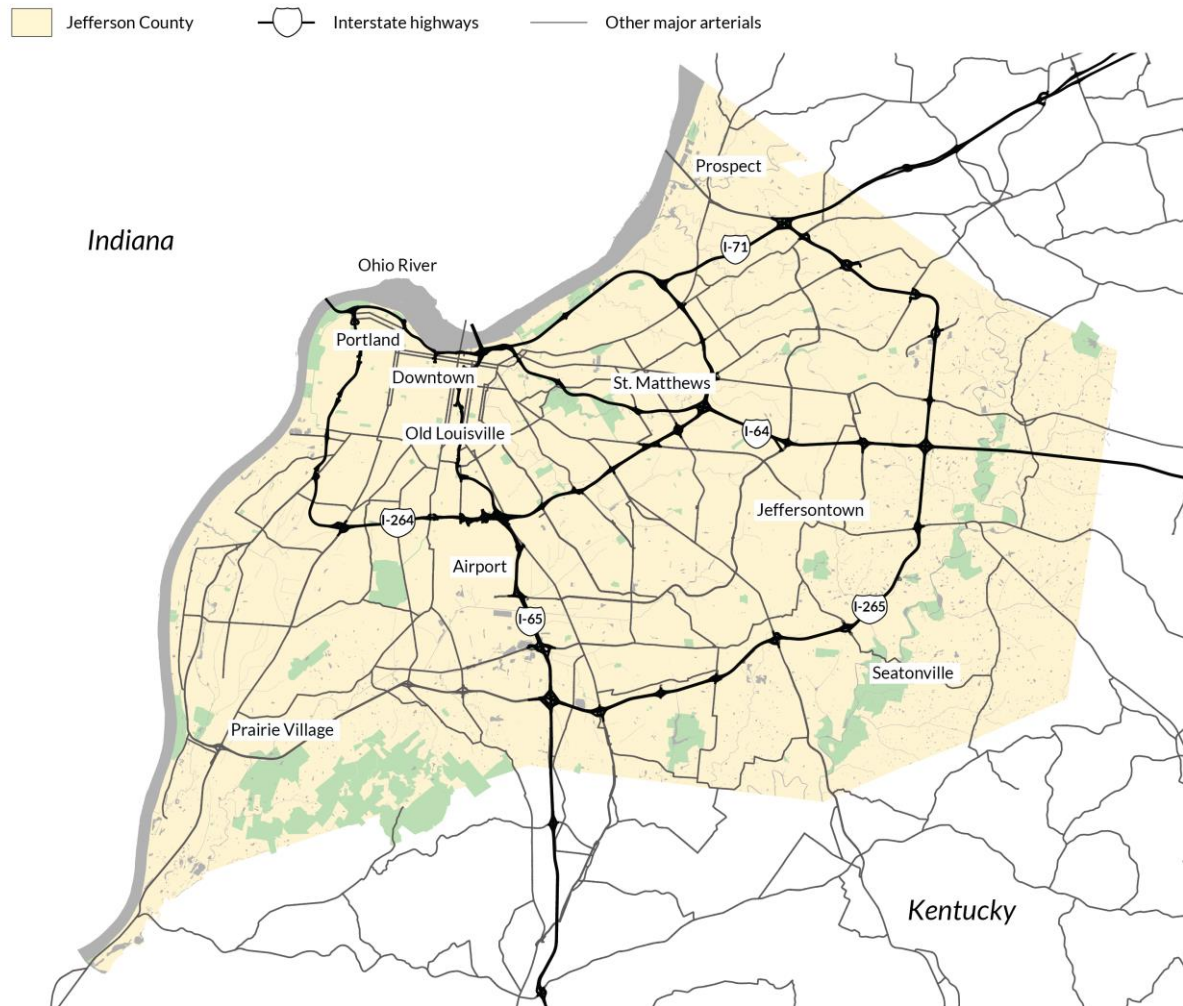 Jefferson County
Interstate highways
Other major arterials
Prospect
Indiana
I-71
Ohio River
Portland
Downtown
St. Matthews
Old Louisville
I-64
Jeffersontown
I-264
Airport
I-65
I-265
Seatonville
Prairie Village
Kentucky